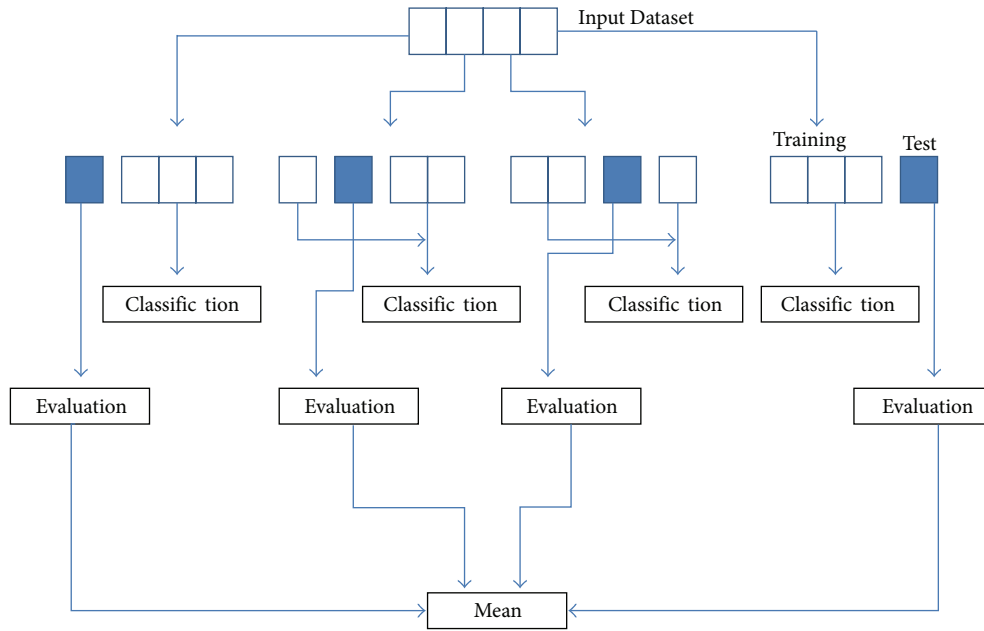 Input Dataset
Training
Test
Classific tion
Classific tion
Classific tion
Classific tion
Evaluation
Evaluation
Evaluation
Evaluation
Mean